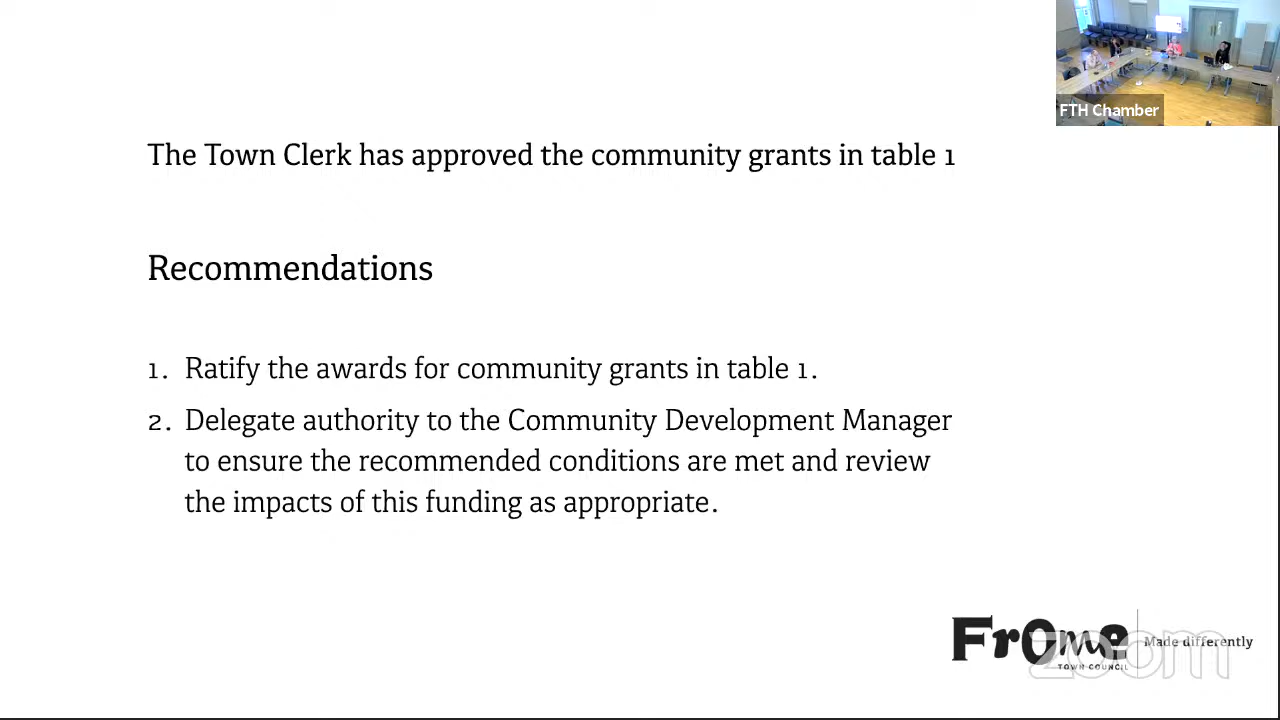 FTH Chamber
The Town Clerk has approved the community grants in table 1
Recommendations
1. Ratify the awards for community grants in table 1.
2. Delegate authority to the Community Development Manager
to ensure the recommended conditions are met and review
the impacts of this funding as appropriate.
Frome
TOWN COUNCIL
Made differently
zoom